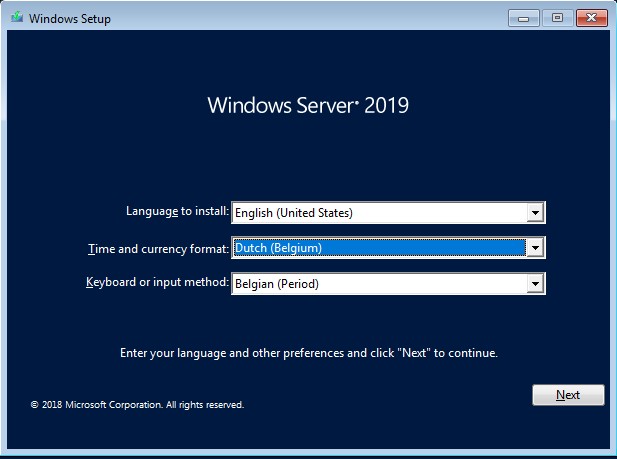 Windows Setup
Windows Server® 2019
Language to install: English (United States)
Time and currency format: Dutch (Belgium)
Keyboard or input method: Belgian (Period)
Enter your language and other preferences and click "Next" to continue.
Next
© 2018 Microsoft Corporation. All rights reserved.